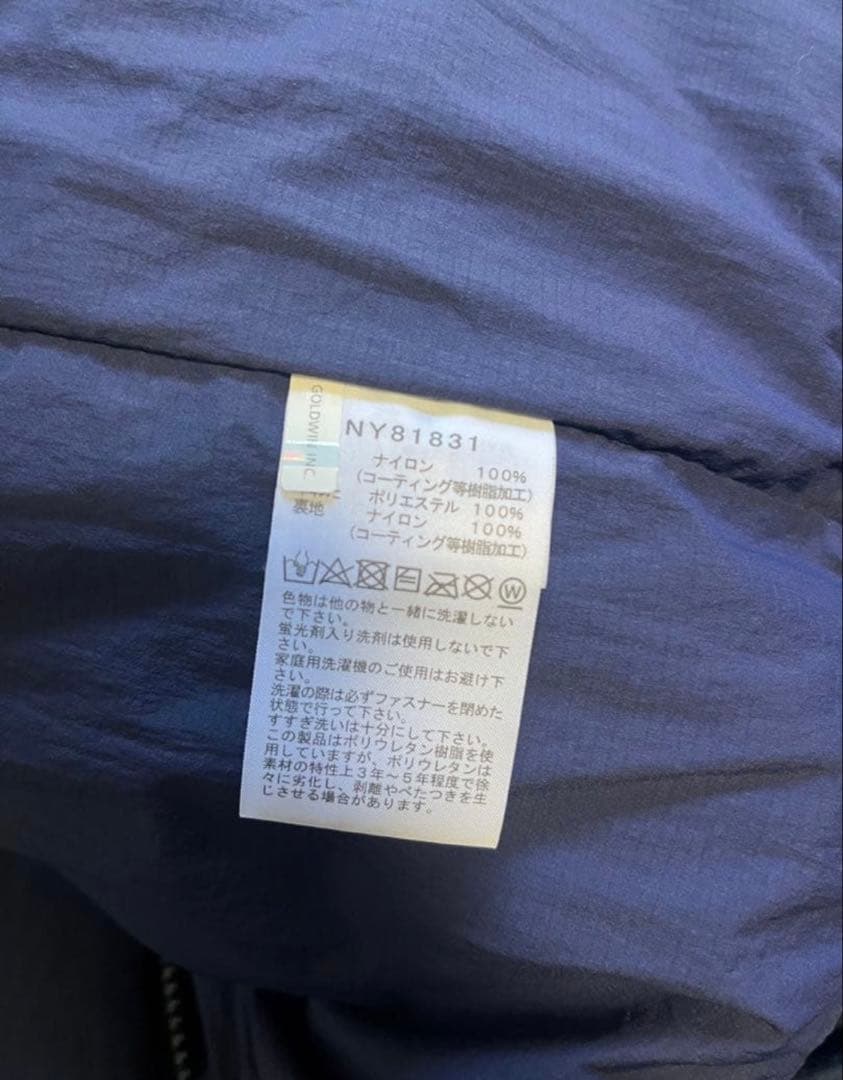 GOLDWIN INC.
NY81831
ナイロン 100%
(コーティング等樹脂加工)
ポリエステル 100%
裏地 ナイロン 100%
(コーティング等樹脂加工)
W
色物は他の物と一緒に洗濯しない
で下さい。
蛍光剤入り洗剤は使用しないで下
さい。
家庭用洗濯機のご使用はお避け下
さい。
洗濯の際は必ずファスナーを閉めた
状態で行って下さい。
すすぎ洗いは十分にして下さい。
この製品はポリウレタン樹脂を使
用していますが、ポリウレタンは
素材の特性上3年〜5年程度で徐
々に劣化し、剥離やべたつきを生
じさせる場合があります。